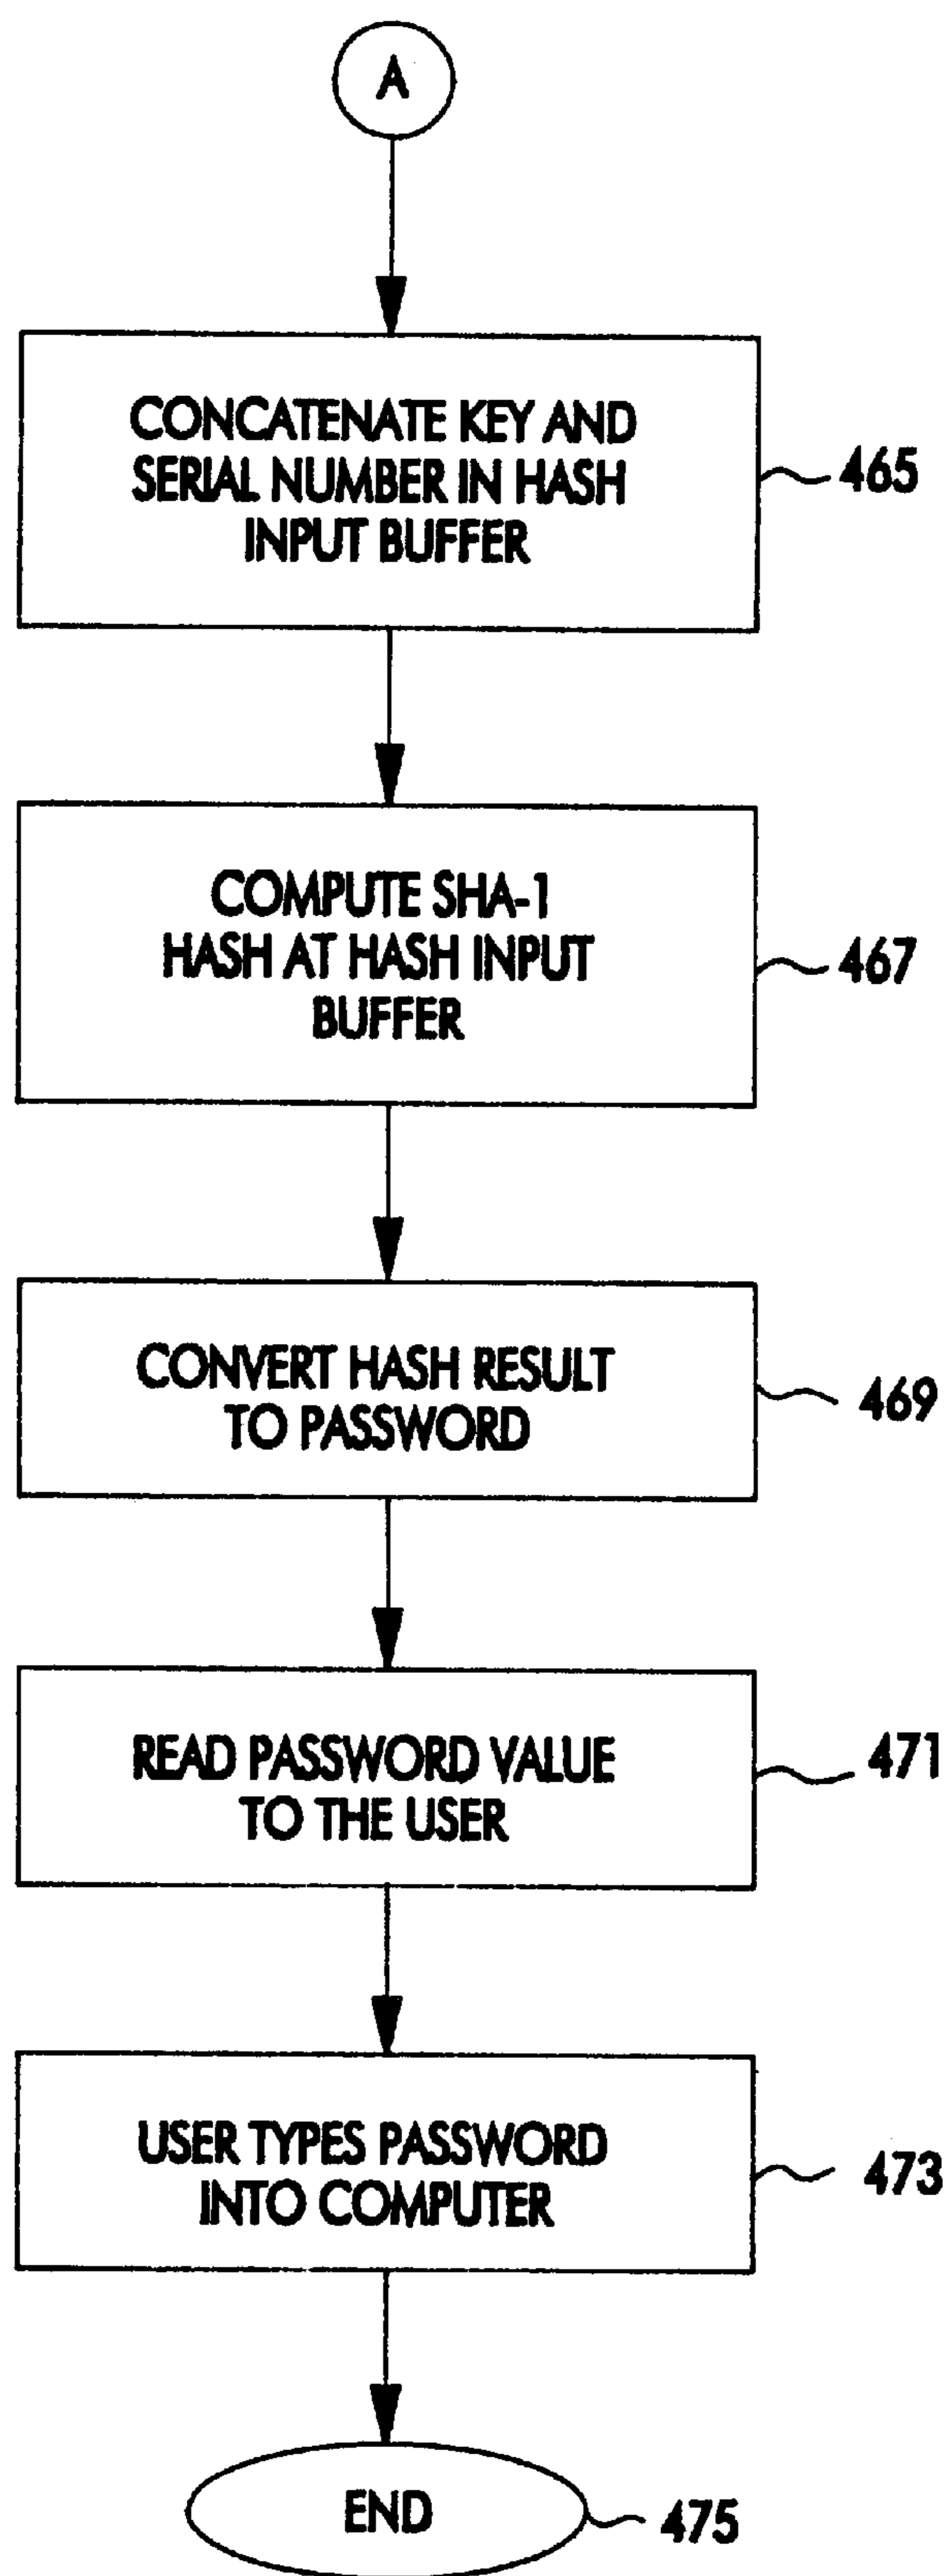 A
CONCATENATE KEY AND
SERIAL NUMBER IN HASH
INPUT BUFFER
465
COMPUTE SHA-1
HASH AT HASH INPUT
BUFFER
467
CONVERT HASH RESULT
TO PASSWORD
469
READ PASSWORD VALUE
TO THE USER
471
USER TYPES PASSWORD
INTO COMPUTER
473
END
475